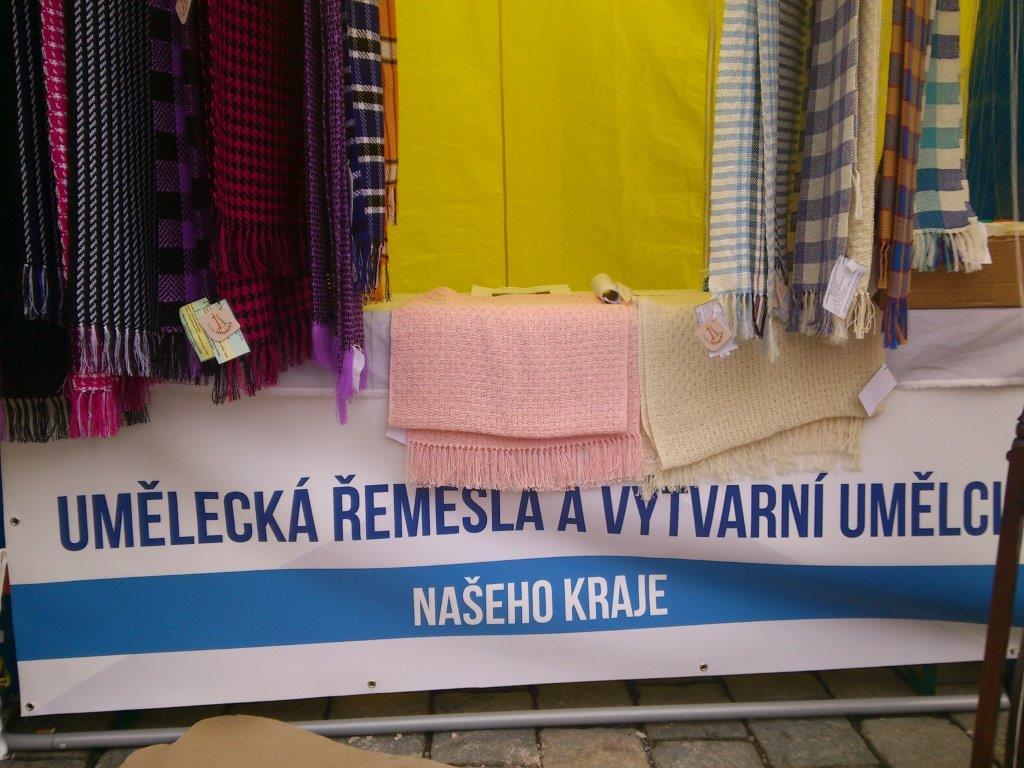 UMĚLECKÁ ŘEMESLA A VÝTVARNÍ UMĚLCI
NAŠEHO KRAJE